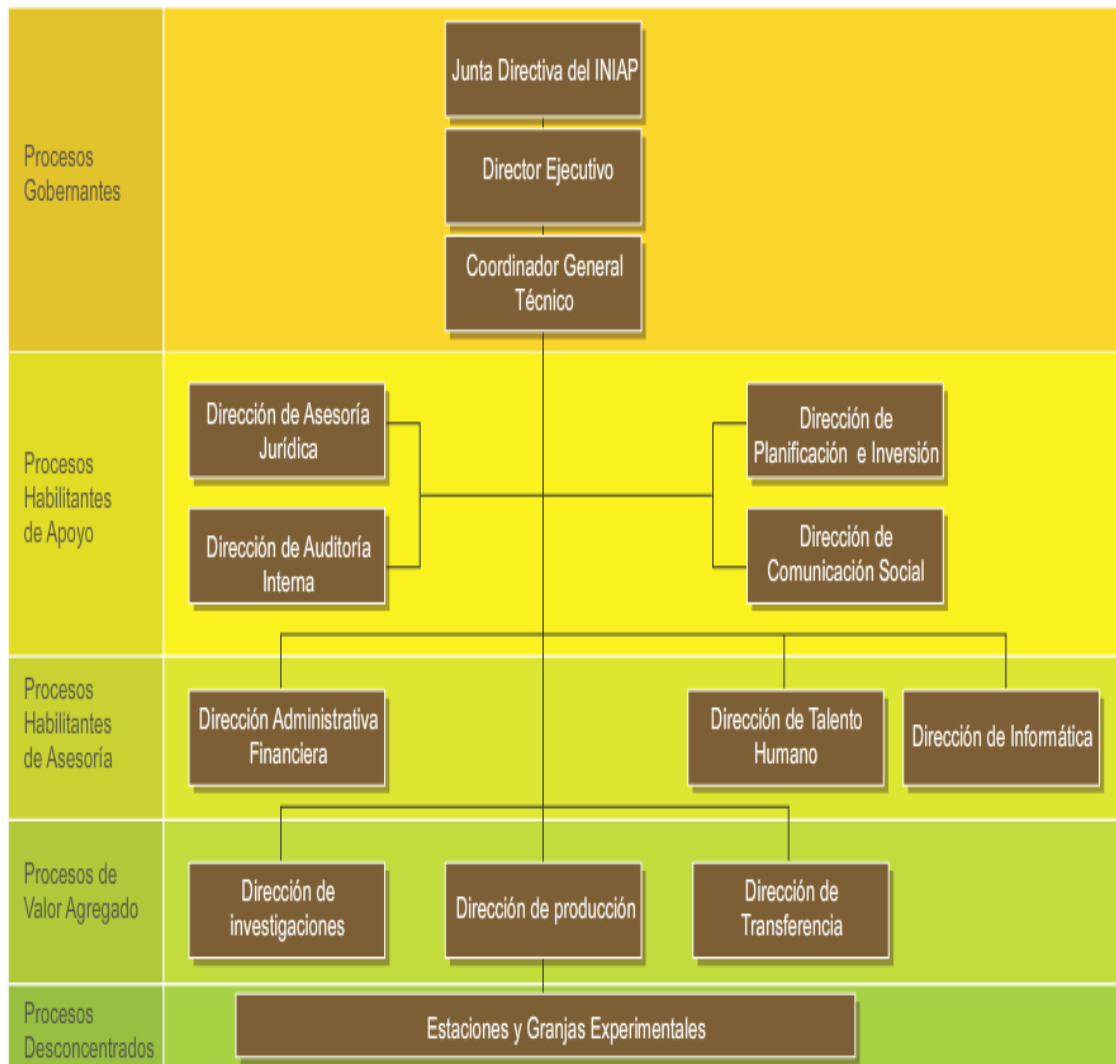 Procesos
Gobernantes
Junta Directiva del INIAP
Director Ejecutivo
Coordinador General
Técnico
Procesos
Habilitantes
de Apoyo
Dirección de Asesoría
Jurídica
Dirección de
Planificación e Inversión
Dirección de Auditoría
Interna
Dirección de
Comunicación Social
Procesos
Habilitantes
de Asesoría
Dirección Administrativa
Financiera
Dirección de Talento
Humano
Dirección de Informática
Procesos de
Valor Agregado
Dirección de
investigaciones
Dirección de producción
Dirección de
Transferencia
Procesos
Desconcentrados
Estaciones y Granjas Experimentales